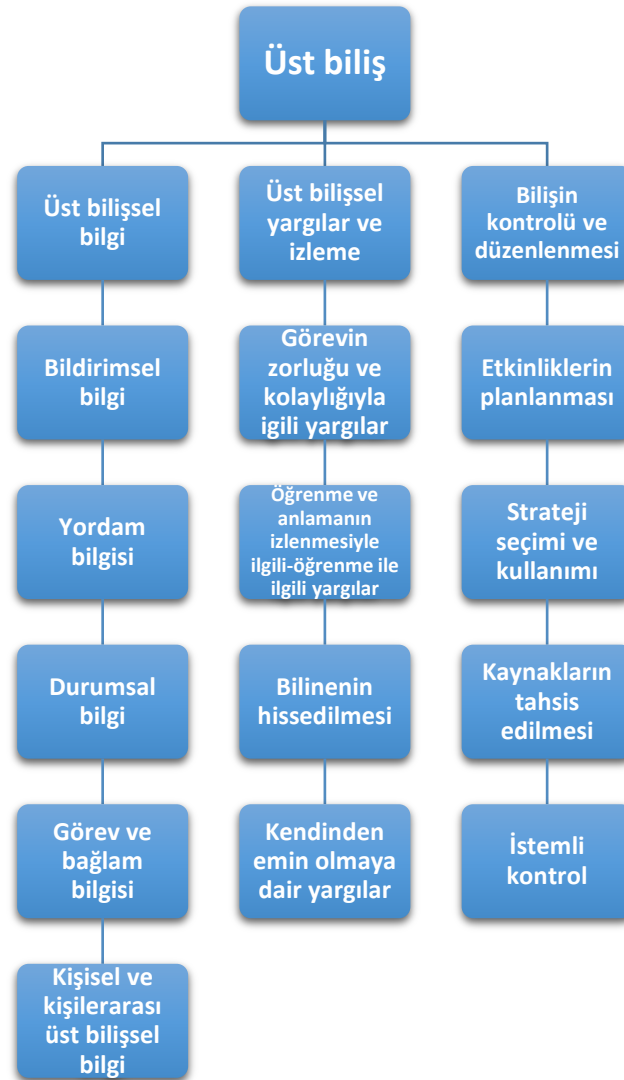 Üst biliş
Üst bilişsel
bilgi
Bildirimsel
bilgi
Yordam
bilgisi
Durumsal
bilgi
Görev ve
bağlam
bilgisi
Kişisel ve
kişilerarası
üst bilişsel
bilgi
Üst bilişsel
yargılar ve
izleme
Görevin
zorluğu ve
kolaylığıyla
igili yargılar
Öğrenme ve
anlamanın
izlenmesiyle
ilgili-öğrenme ile
ilgili yargılar
Bilinenin
hissedilmesi
Kendinden
emin olmaya
dair yargılar
Bilişin
kontrolü ve
düzenlenmesi
Etkinliklerin
planlanması
Strateji
seçimi ve
kullanımı
Kaynakların
tahsis
edilmesi
İstemli
kontrol